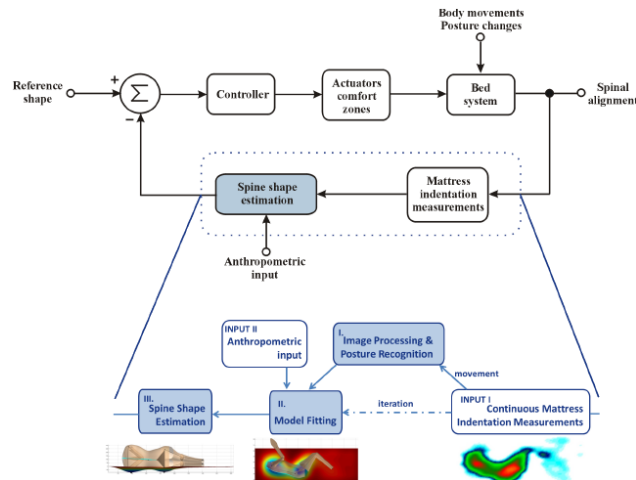 Body movements
Posture changes
Reference
shape
+
Σ
−
Controller
Actuators
comfort
zones
Bed
system
Spinal
alignment
Spine shape
estimation
Mattress
indentation
measurements
Anthropometric
input
INPUT II
Anthropometric
input
I.
Image Processing &
Posture Recognition
movement
III.
Spine Shape
Estimation
II.
Model Fitting
iteration
INPUT I
Continuous Mattress
Indentation Measurements